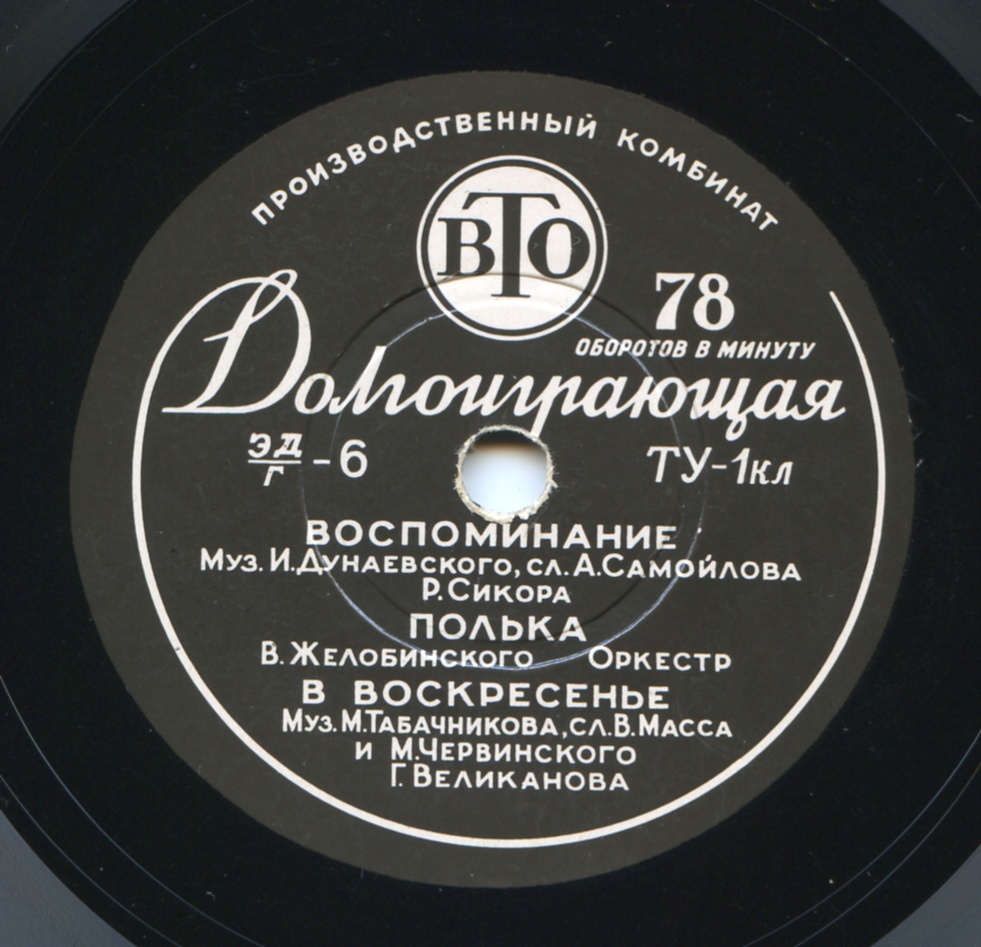 ПРОИЗВОДСТВЕННЫЙ КОМБИНАТ
ВТО
78
ОБОРОТОВ В МИНУТУ
Долгоиграющая
ЭД/Г-6
ТУ-1кл
ВОСПОМИНАНИЕ
Муз. И.Дунаевского, сл. А.Самойлова
Р.Сикора
ПОЛЬКА
В. Желобинского Оркестр
В ВОСКРЕСЕНЬЕ
Муз. М.Табачникова, сл. В.Масса
и М.Червинского
Г.Великанова